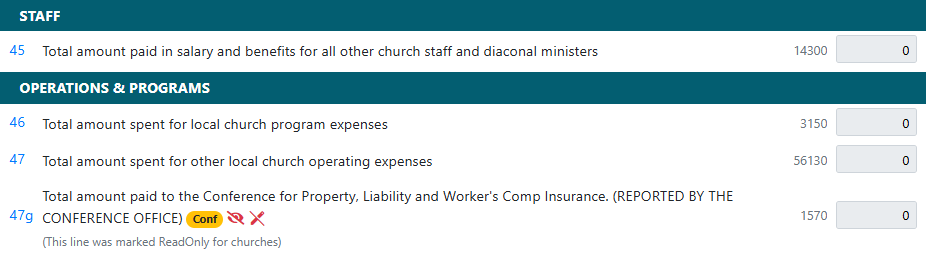 STAFF
45 Total amount paid in salary and benefits for all other church staff and diaconal ministers 14300 0
OPERATIONS & PROGRAMS
46 Total amount spent for local church program expenses 3150 0
47 Total amount spent for other local church operating expenses 56130 0
47g Total amount paid to the Conference for Property, Liability and Worker's Comp Insurance. (REPORTED BY THE
CONFERENCE OFFICE) Conf 1570 0
(This line was marked ReadOnly for churches)